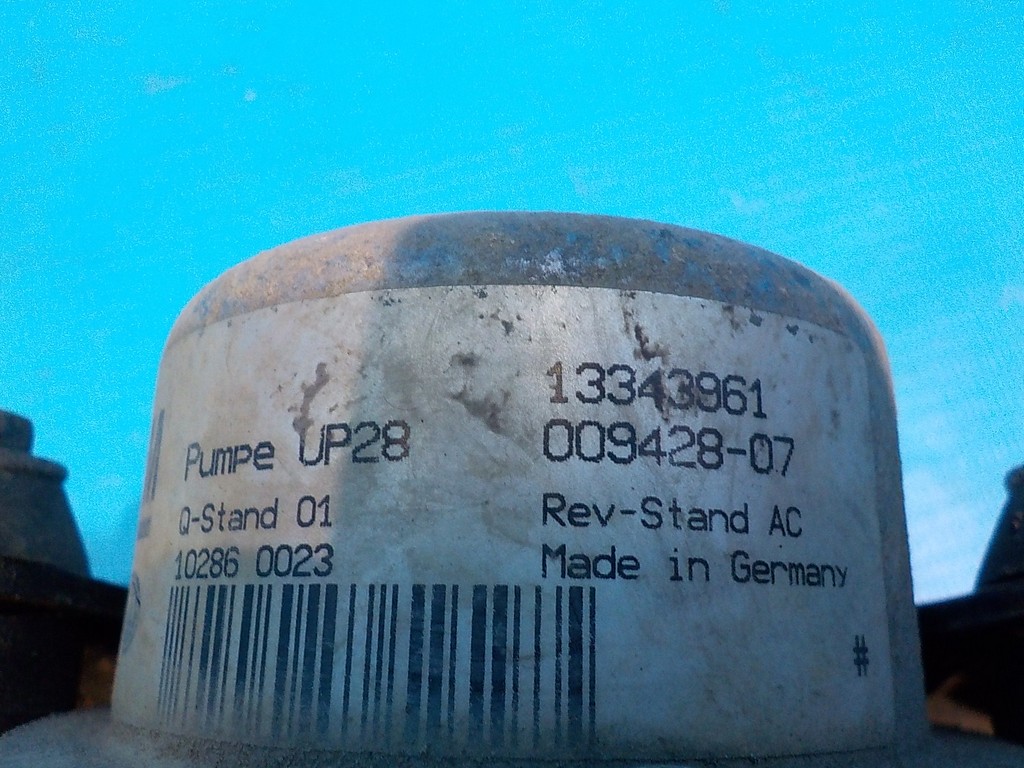 13343961
Pumpe UP28 009428-07
Q-Stand 01 Rev-Stand AC
10286 0023 Made in Germany
#